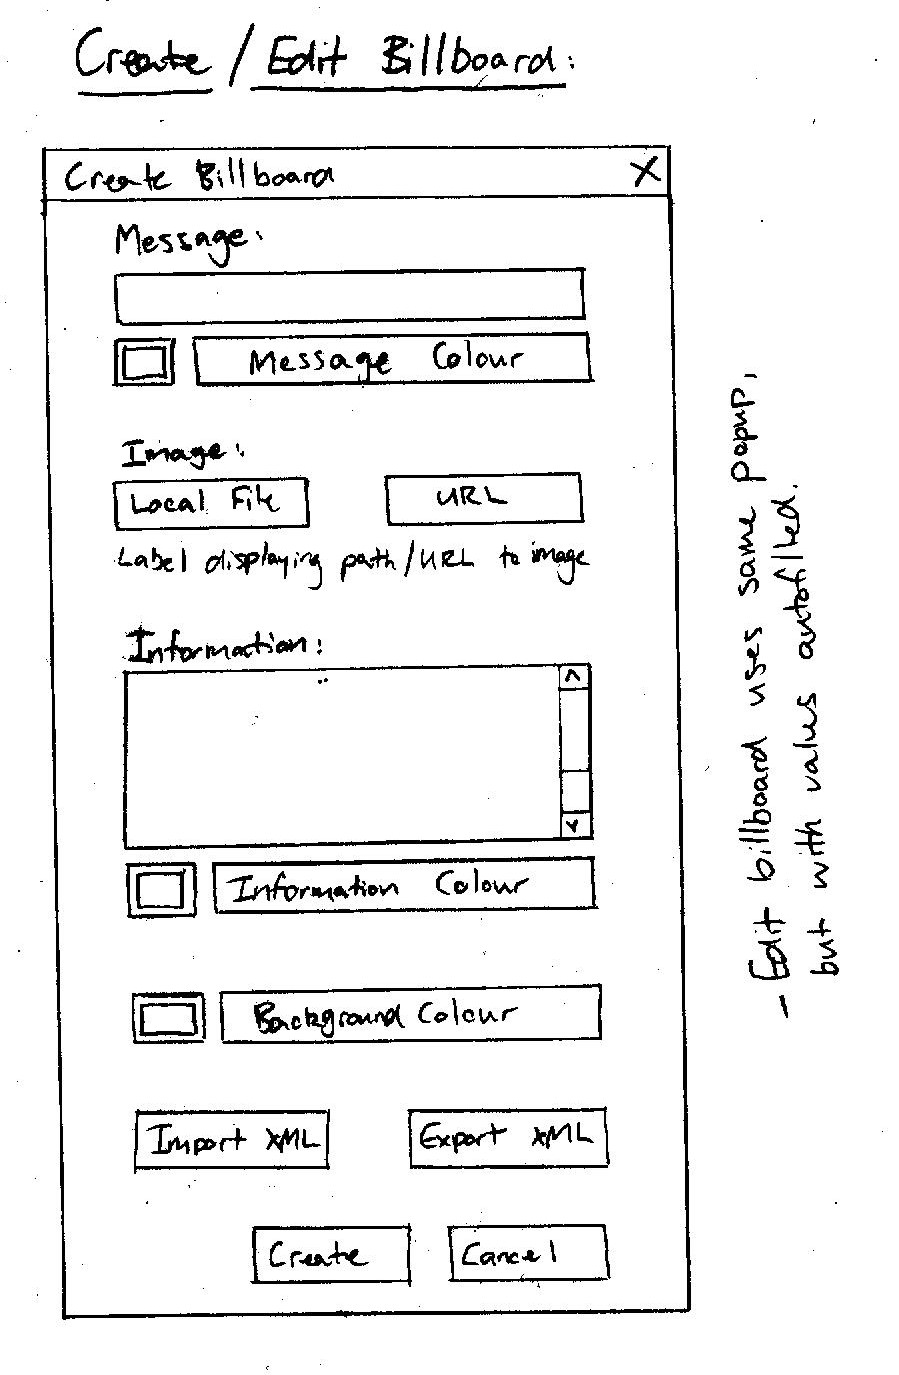 Create / Edit Billboard:
Create Billboard X
Message:
Message Colour
Image:
Local File URL
Label displaying path/URL to image
Information:
Information Colour
Background Colour
Import XML Export XML
Create Cancel
- Edit billboard uses same popup,
but with values autofilled.